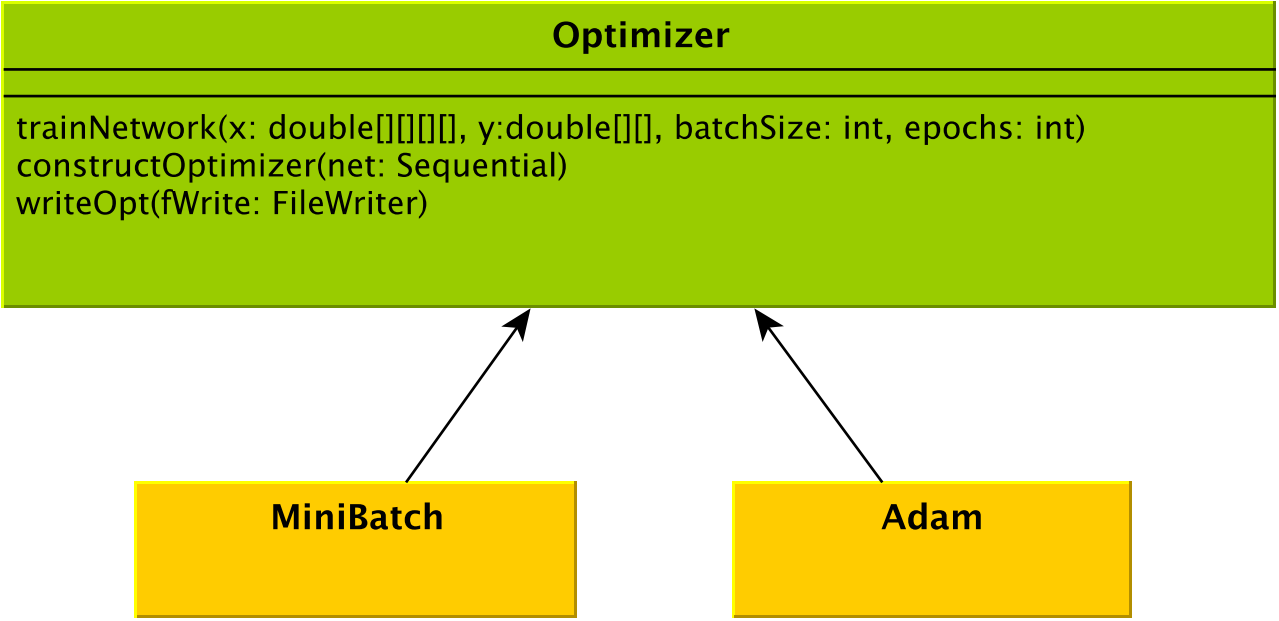 Optimizer
trainNetwork(x: double[][][][], y:double[][], batchSize: int, epochs: int)
constructOptimizer(net: Sequential)
writeOpt(fWrite: FileWriter)
MiniBatch
Adam